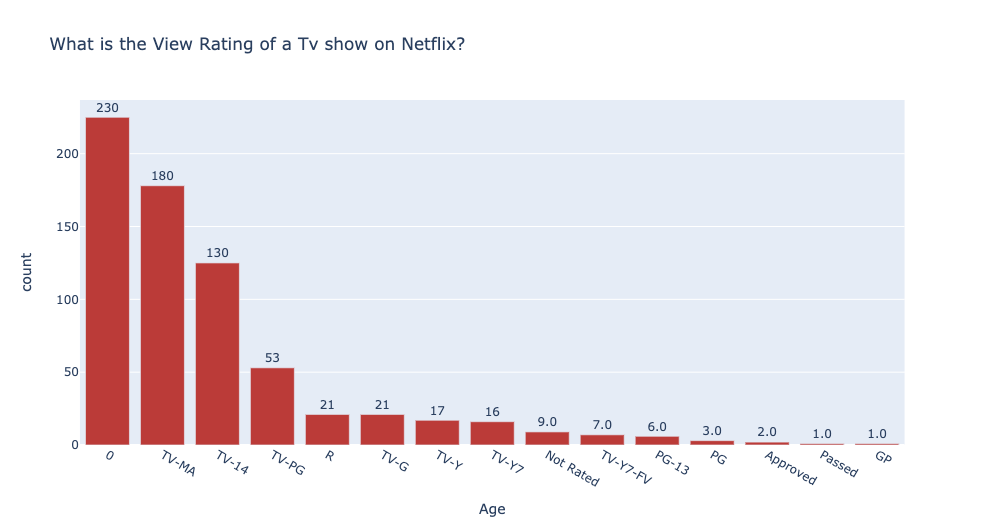 What is the View Rating of a Tv show on Netflix?
230
180
130
53
21
21
17
16
9.0
7.0
6.0
3.0
2.0
1.0
1.0
200
150
100
50
0
count
0
TV-MA
TV-14
TV-PG
R
TV-G
TV-Y
TV-Y7
Not Rated
TV-Y7-FV
PG-13
PG
Approved
Passed
GP
Age